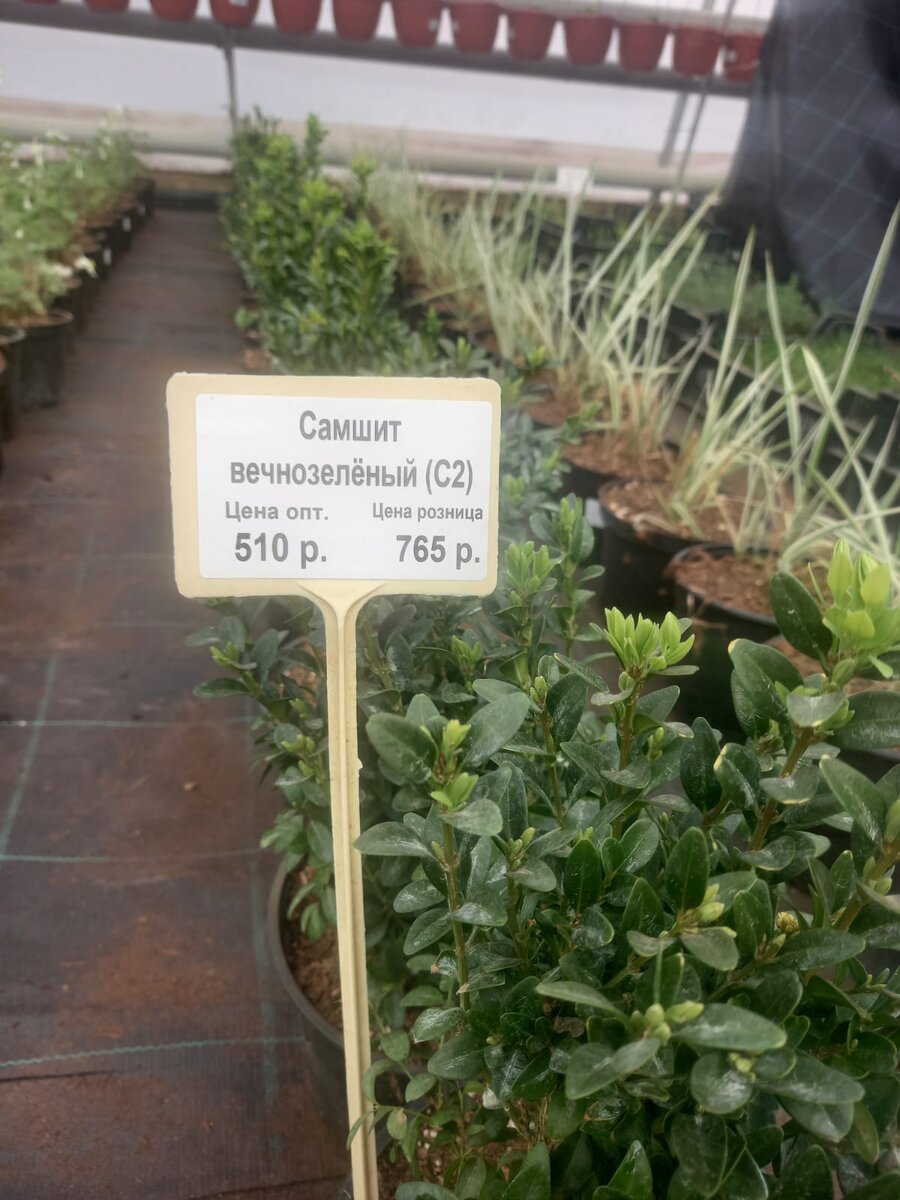 Самшит
вечнозелёный (С2)
Цена опт. Цена розница
510 р. 765 р.